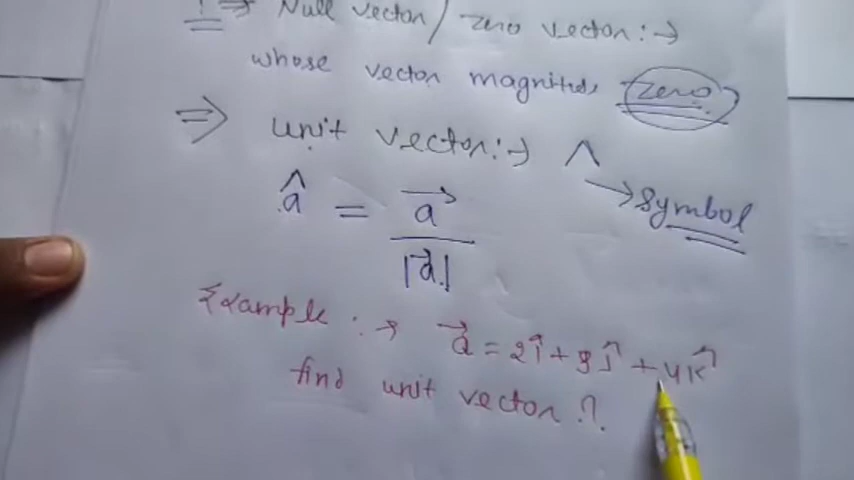 ! ⇒ Null vector / zero vector :→
whose vector magnitude zero.
⇒ unit vector :→ ∧
→ Symbol
â = a⃗ / |a⃗|
Example :→ a⃗ = 2î + 3ĵ + 4k̂
find unit vector ?